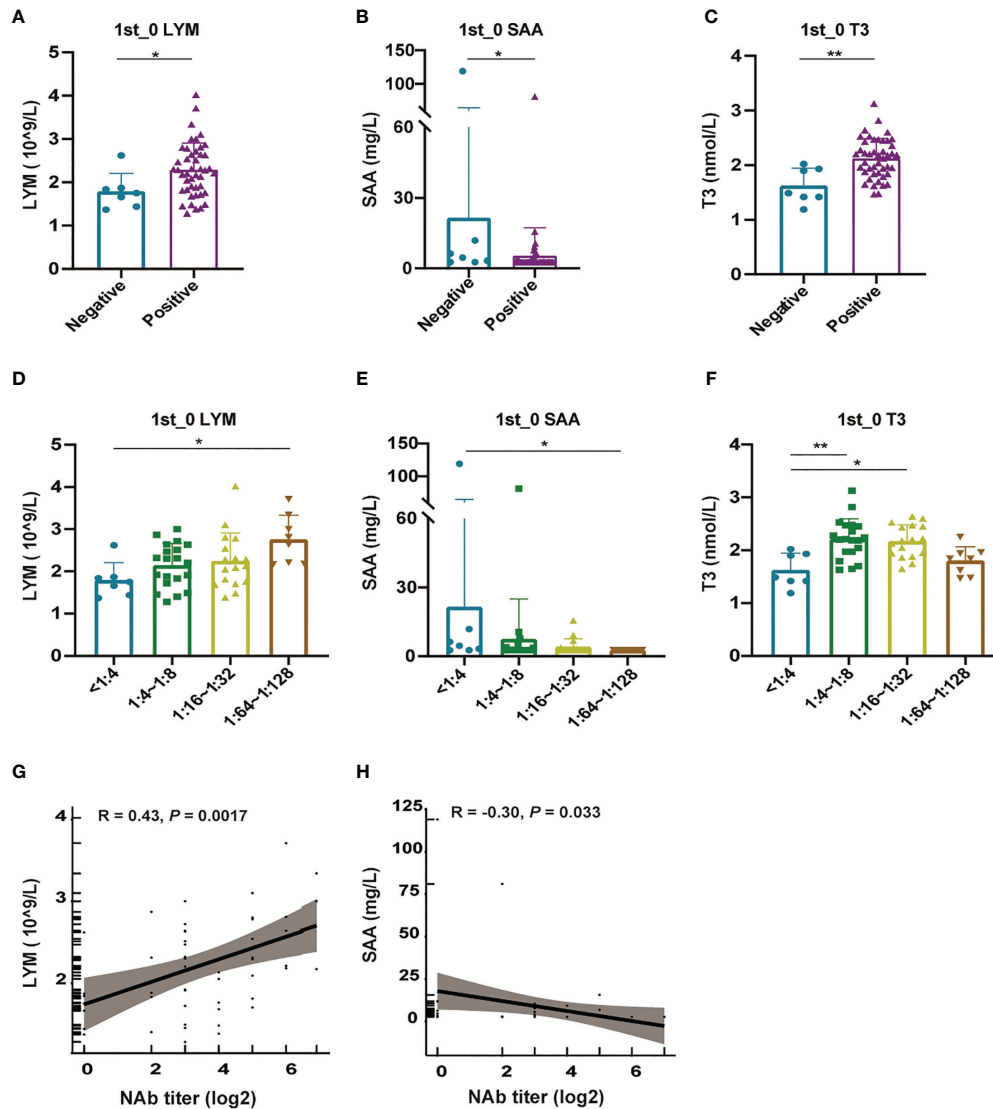 A
1st_0 LYM
*
LYM ( 10^9/L)
5
4
3
2
1
0
Negative
Positive
B
1st_0 SAA
*
SAA (mg/L)
150
100
60
30
0
Negative
Positive
C
1st_0 T3
**
T3 (nmol/L)
4
3
2
1
0
Negative
Positive
D
1st_0 LYM
*
LYM (10^9/L)
5
4
3
2
1
0
<1:4
1:4~1:8
1:16~1:32
1:64~1:128
E
1st_0 SAA
*
SAA (mg/L)
150
100
60
30
0
<1:4
1:4~1:8
1:16~1:32
1:64~1:128
F
1st_0 T3
**
*
T3 (nmol/L)
4
3
2
1
0
<1:4
1:4~1:8
1:16~1:32
1:64~1:128
G
R = 0.43, P = 0.0017
LYM ( 10^9/L)
4
3
2
0
2
4
6
NAb titer (log2)
H
R = -0.30, P = 0.033
SAA (mg/L)
125
100
75
50
25
0
0
2
4
6
NAb titer (log2)